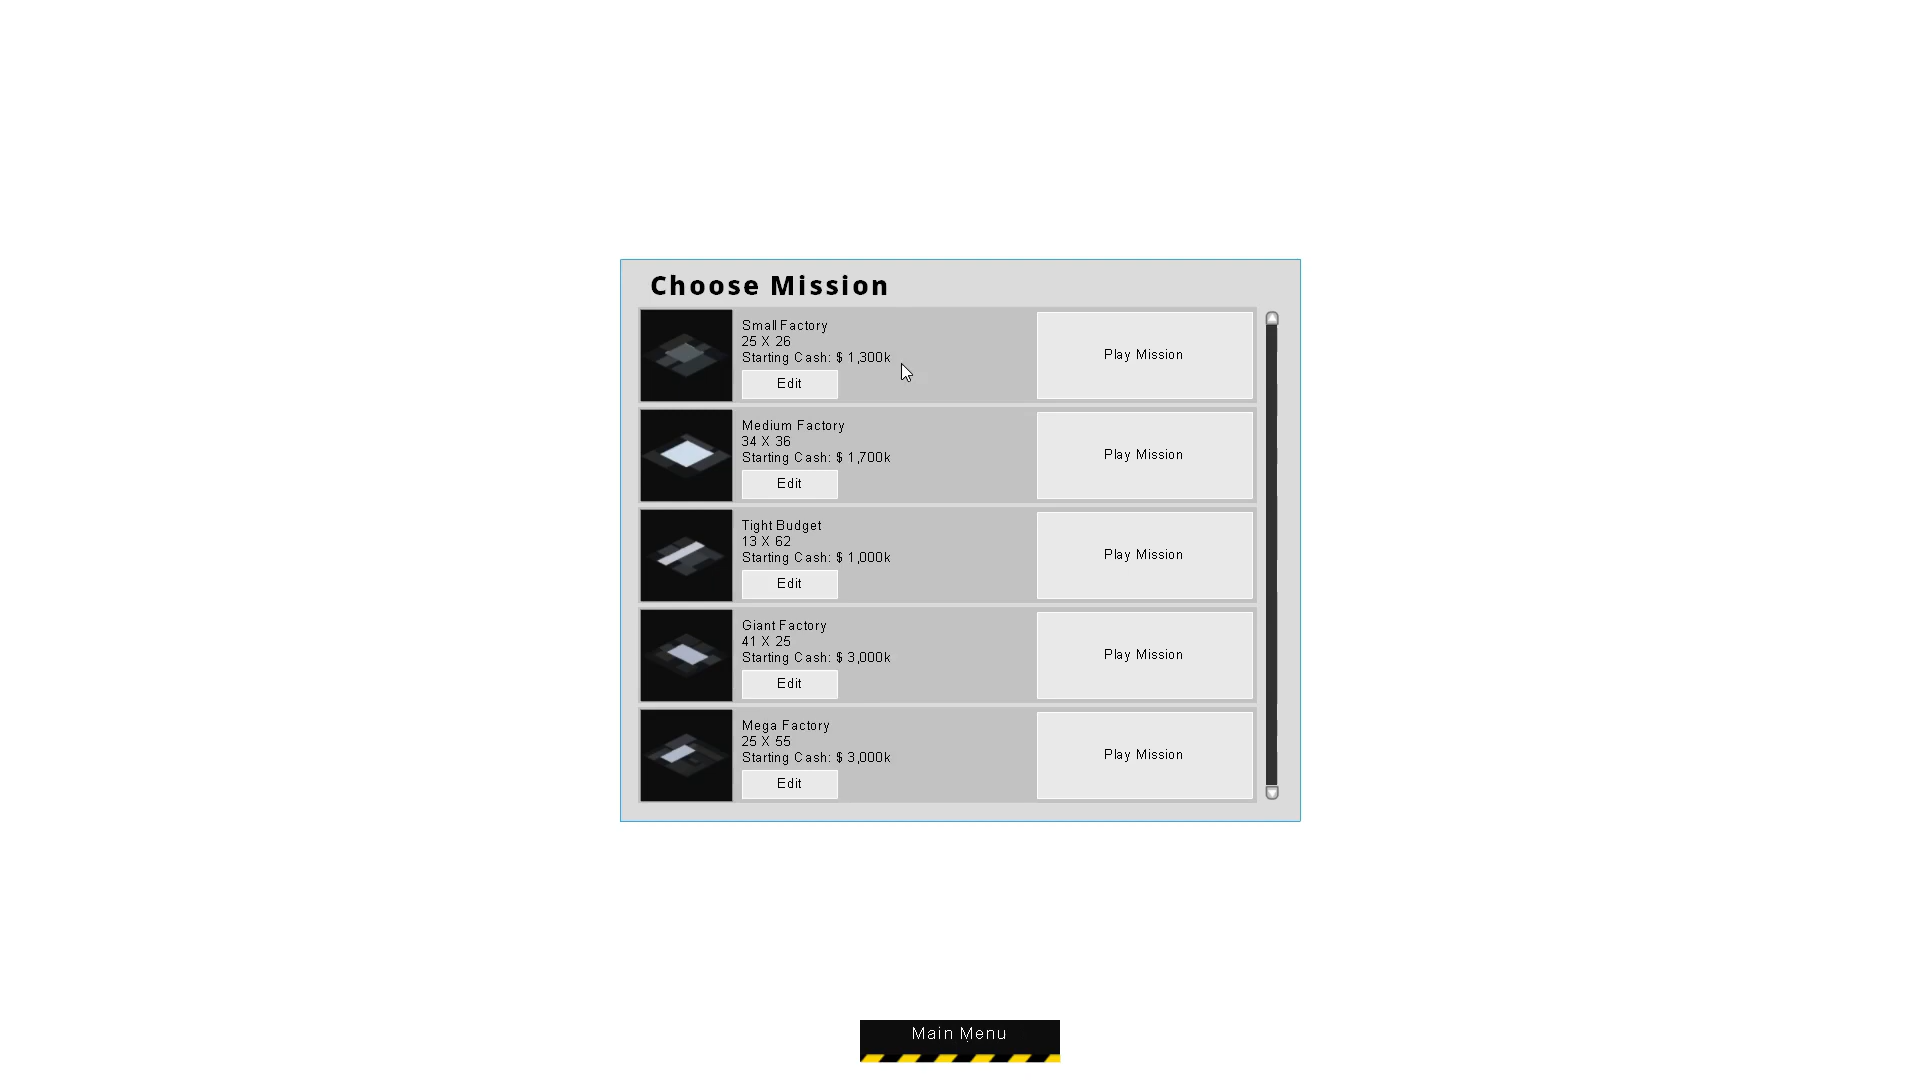 Choose Mission
Small Factory
25 X 26
Starting Cash: $ 1,300k
Edit
Play Mission
Medium Factory
34 X 36
Starting Cash: $ 1,700k
Edit
Play Mission
Tight Budget
13 X 62
Starting Cash: $ 1,000k
Edit
Play Mission
Giant Factory
41 X 25
Starting Cash: $ 3,000k
Edit
Play Mission
Mega Factory
25 X 55
Starting Cash: $ 3,000k
Edit
Play Mission
Main Menu